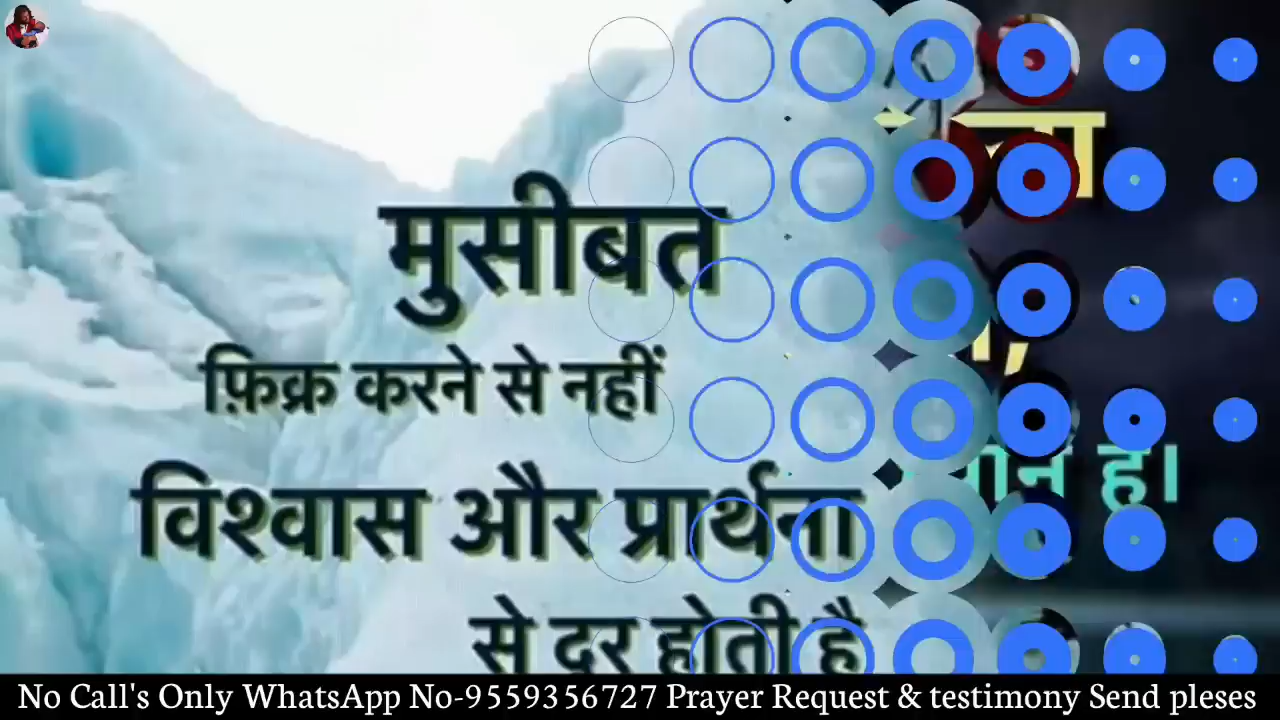 मुसीबत
फ़िक्र करने से नहीं
विश्वास और प्रार्थना
से दूर होती है
है।
No Call's Only WhatsApp No-9559356727 Prayer Request & testimony Send pleses